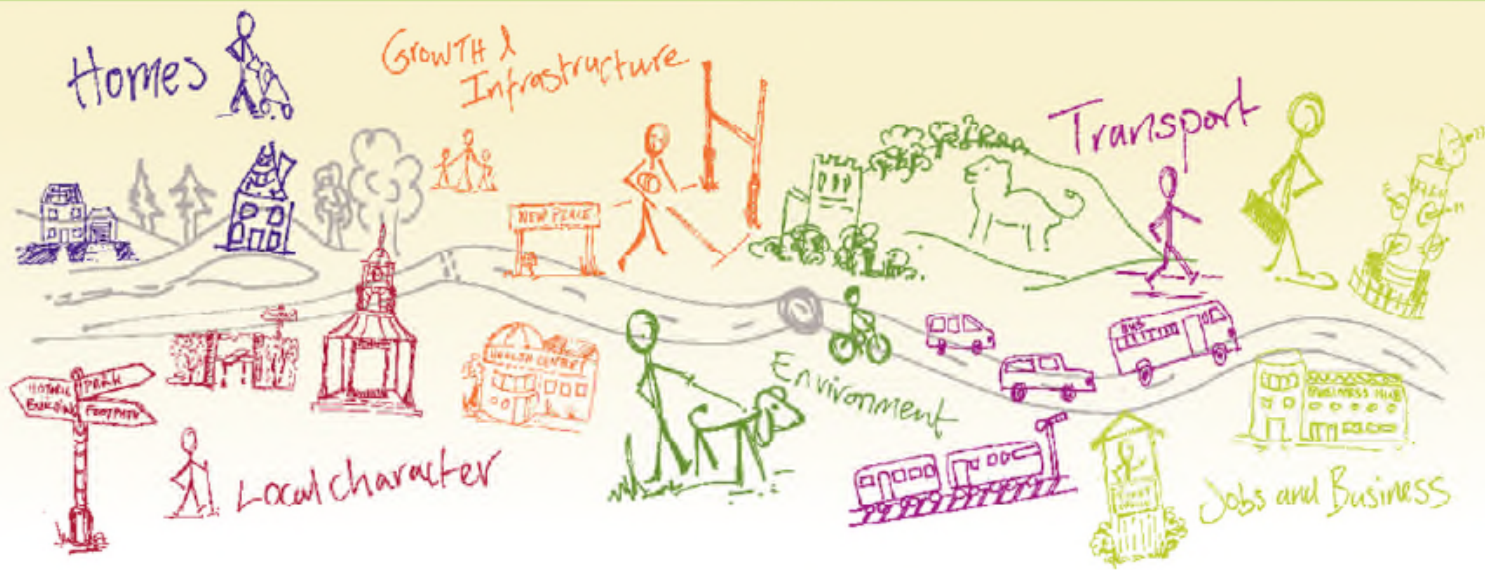 Homes
Growth &
Infrastructure
Transport
NEW PLACE
HEALTH CENTRE
HISTORIC
BUILDING
PARK
FOOTPATH
Environment
BUS
BUSINESS HUB
Local character
Jobs and Business